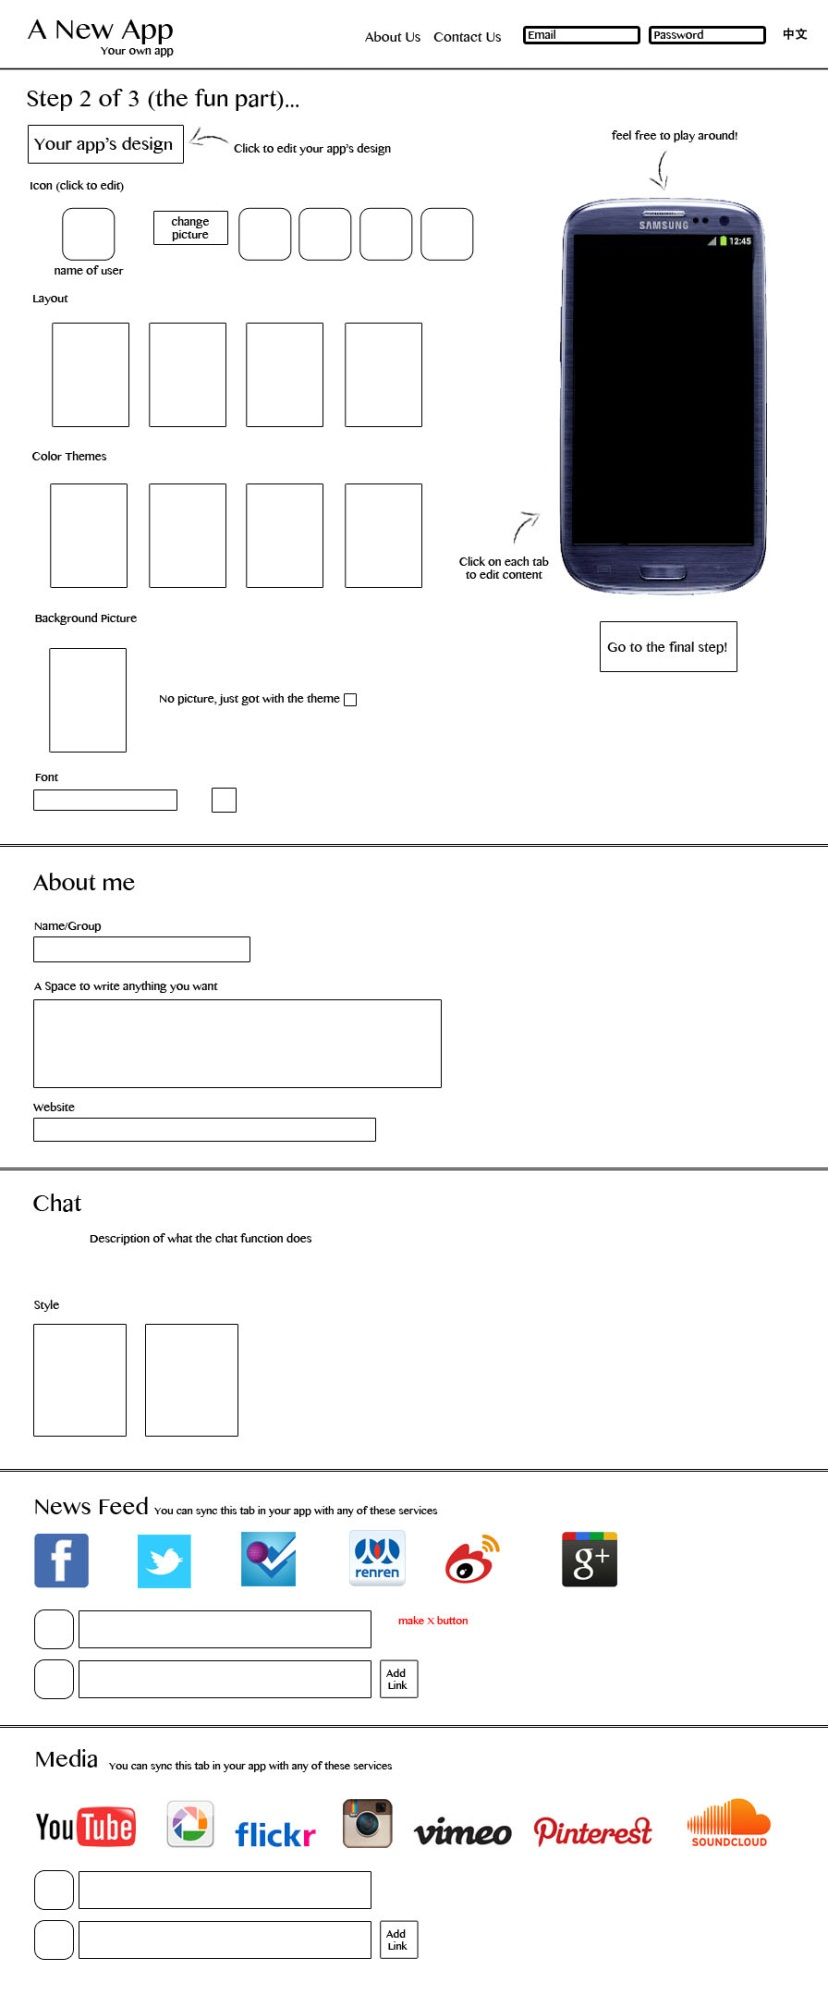 A New App
Your own app
About Us
Contact Us
Email
Password
中文
Step 2 of 3 (the fun part)...
Your app's design
Click to edit your app's design
feel free to play around!
Icon (click to edit)
change
picture
name of user
SAMSUNG
12:45
Layout
Color Themes
Click on each tab
to edit content
Background Picture
Go to the final step!
No picture, just got with the theme
Font
About me
Name/Group
A Space to write anything you want
Website
Chat
Description of what the chat function does
Style
News Feed You can sync this tab in your app with any of these services
f
renren
g+
make X button
Add
Link
Media You can sync this tab in your app with any of these services
YouTube
flickr
vimeo
Pinterest
SOUNDCLOUD
Add
Link